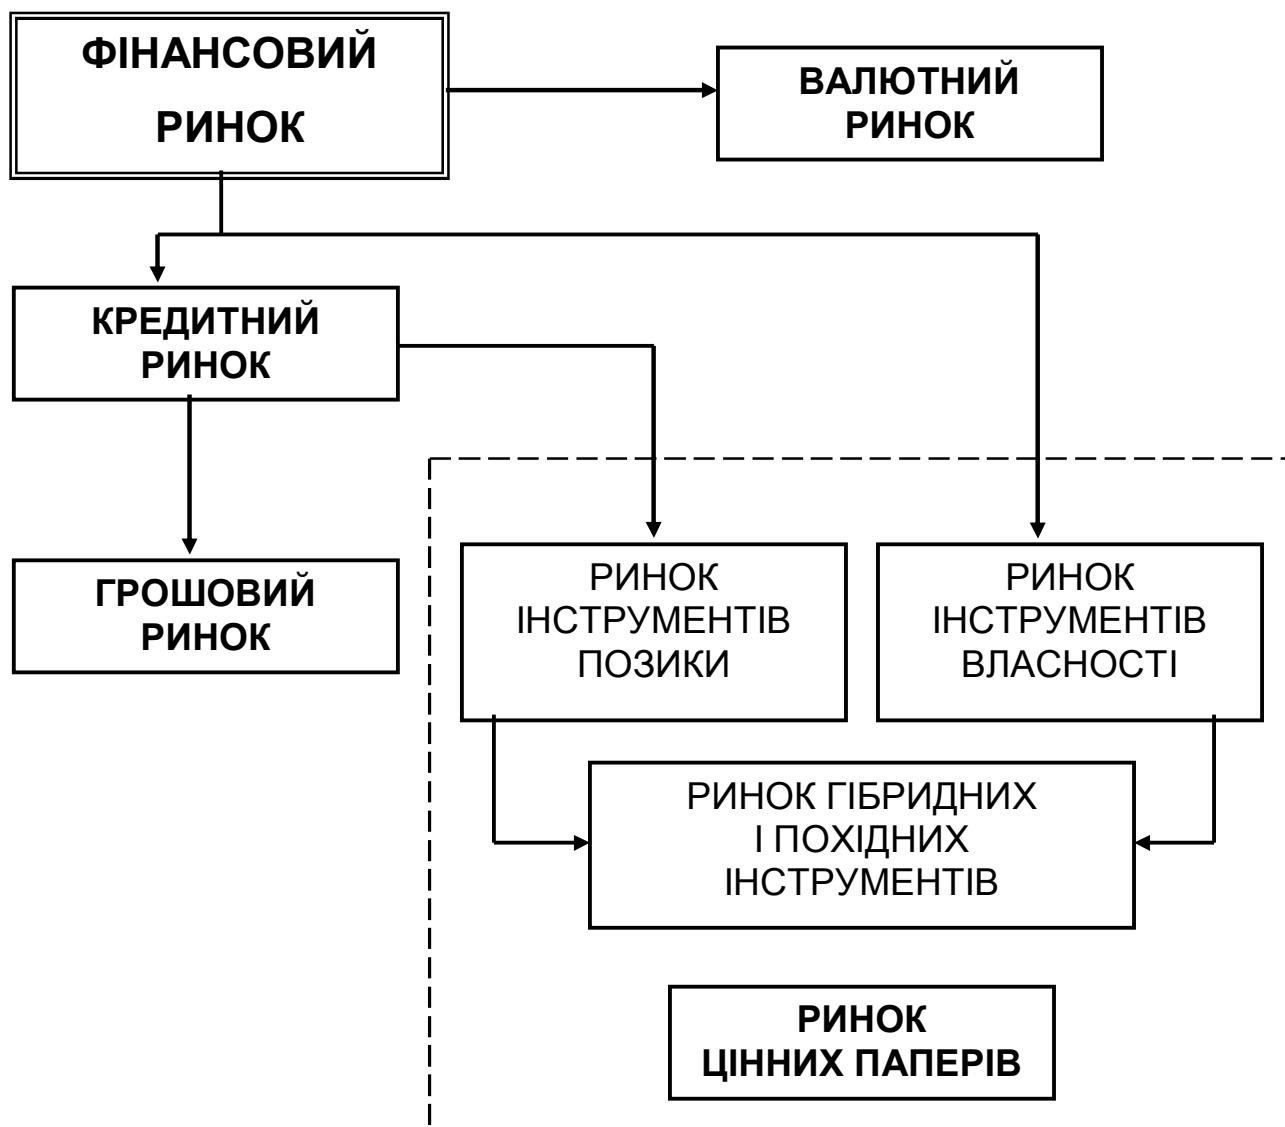 ФІНАНСОВИЙ
РИНОК
ВАЛЮТНИЙ
РИНОК
КРЕДИТНИЙ
РИНОК
ГРОШОВИЙ
РИНОК
РИНОК
ІНСТРУМЕНТІВ
ПОЗИКИ
РИНОК
ІНСТРУМЕНТІВ
ВЛАСНОСТІ
РИНОК ГІБРИДНИХ
І ПОХІДНИХ
ІНСТРУМЕНТІВ
РИНОК
ЦІННИХ ПАПЕРІВ